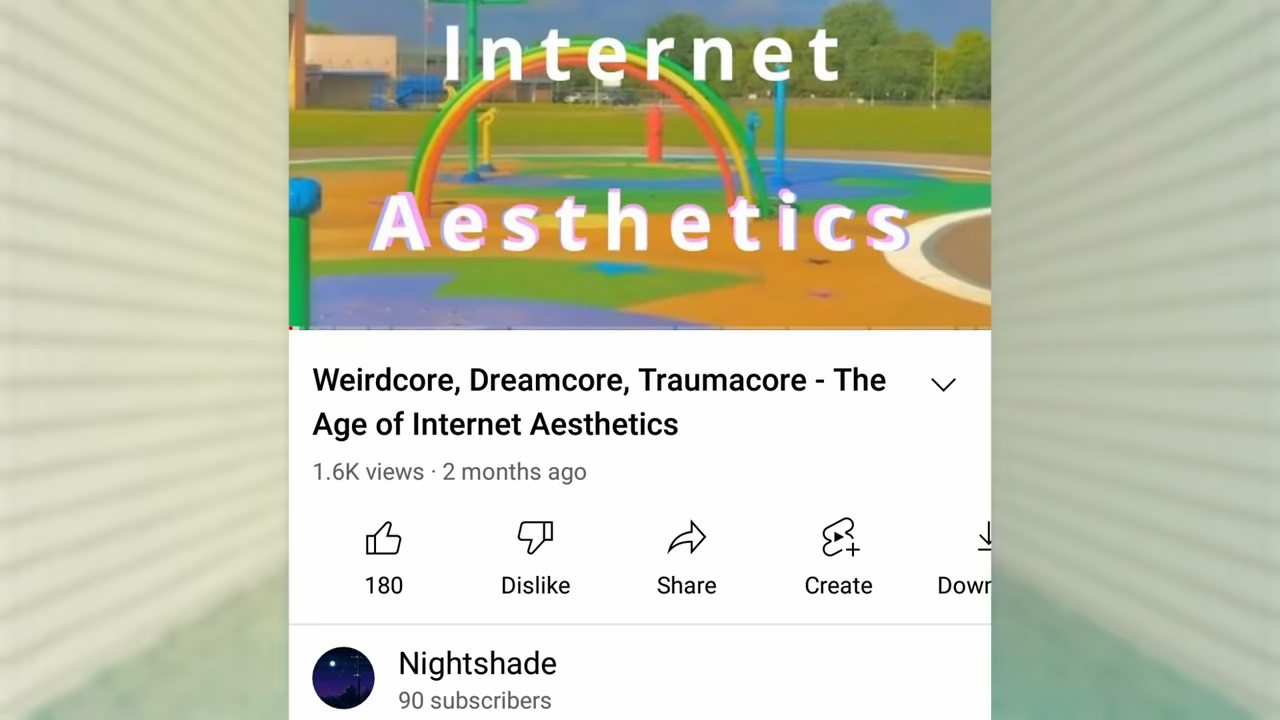 Internet
Aesthetics
Weirdcore, Dreamcore, Traumacore - The
Age of Internet Aesthetics
1.6K views · 2 months ago
180
Dislike
Share
Create
Down
Nightshade
90 subscribers